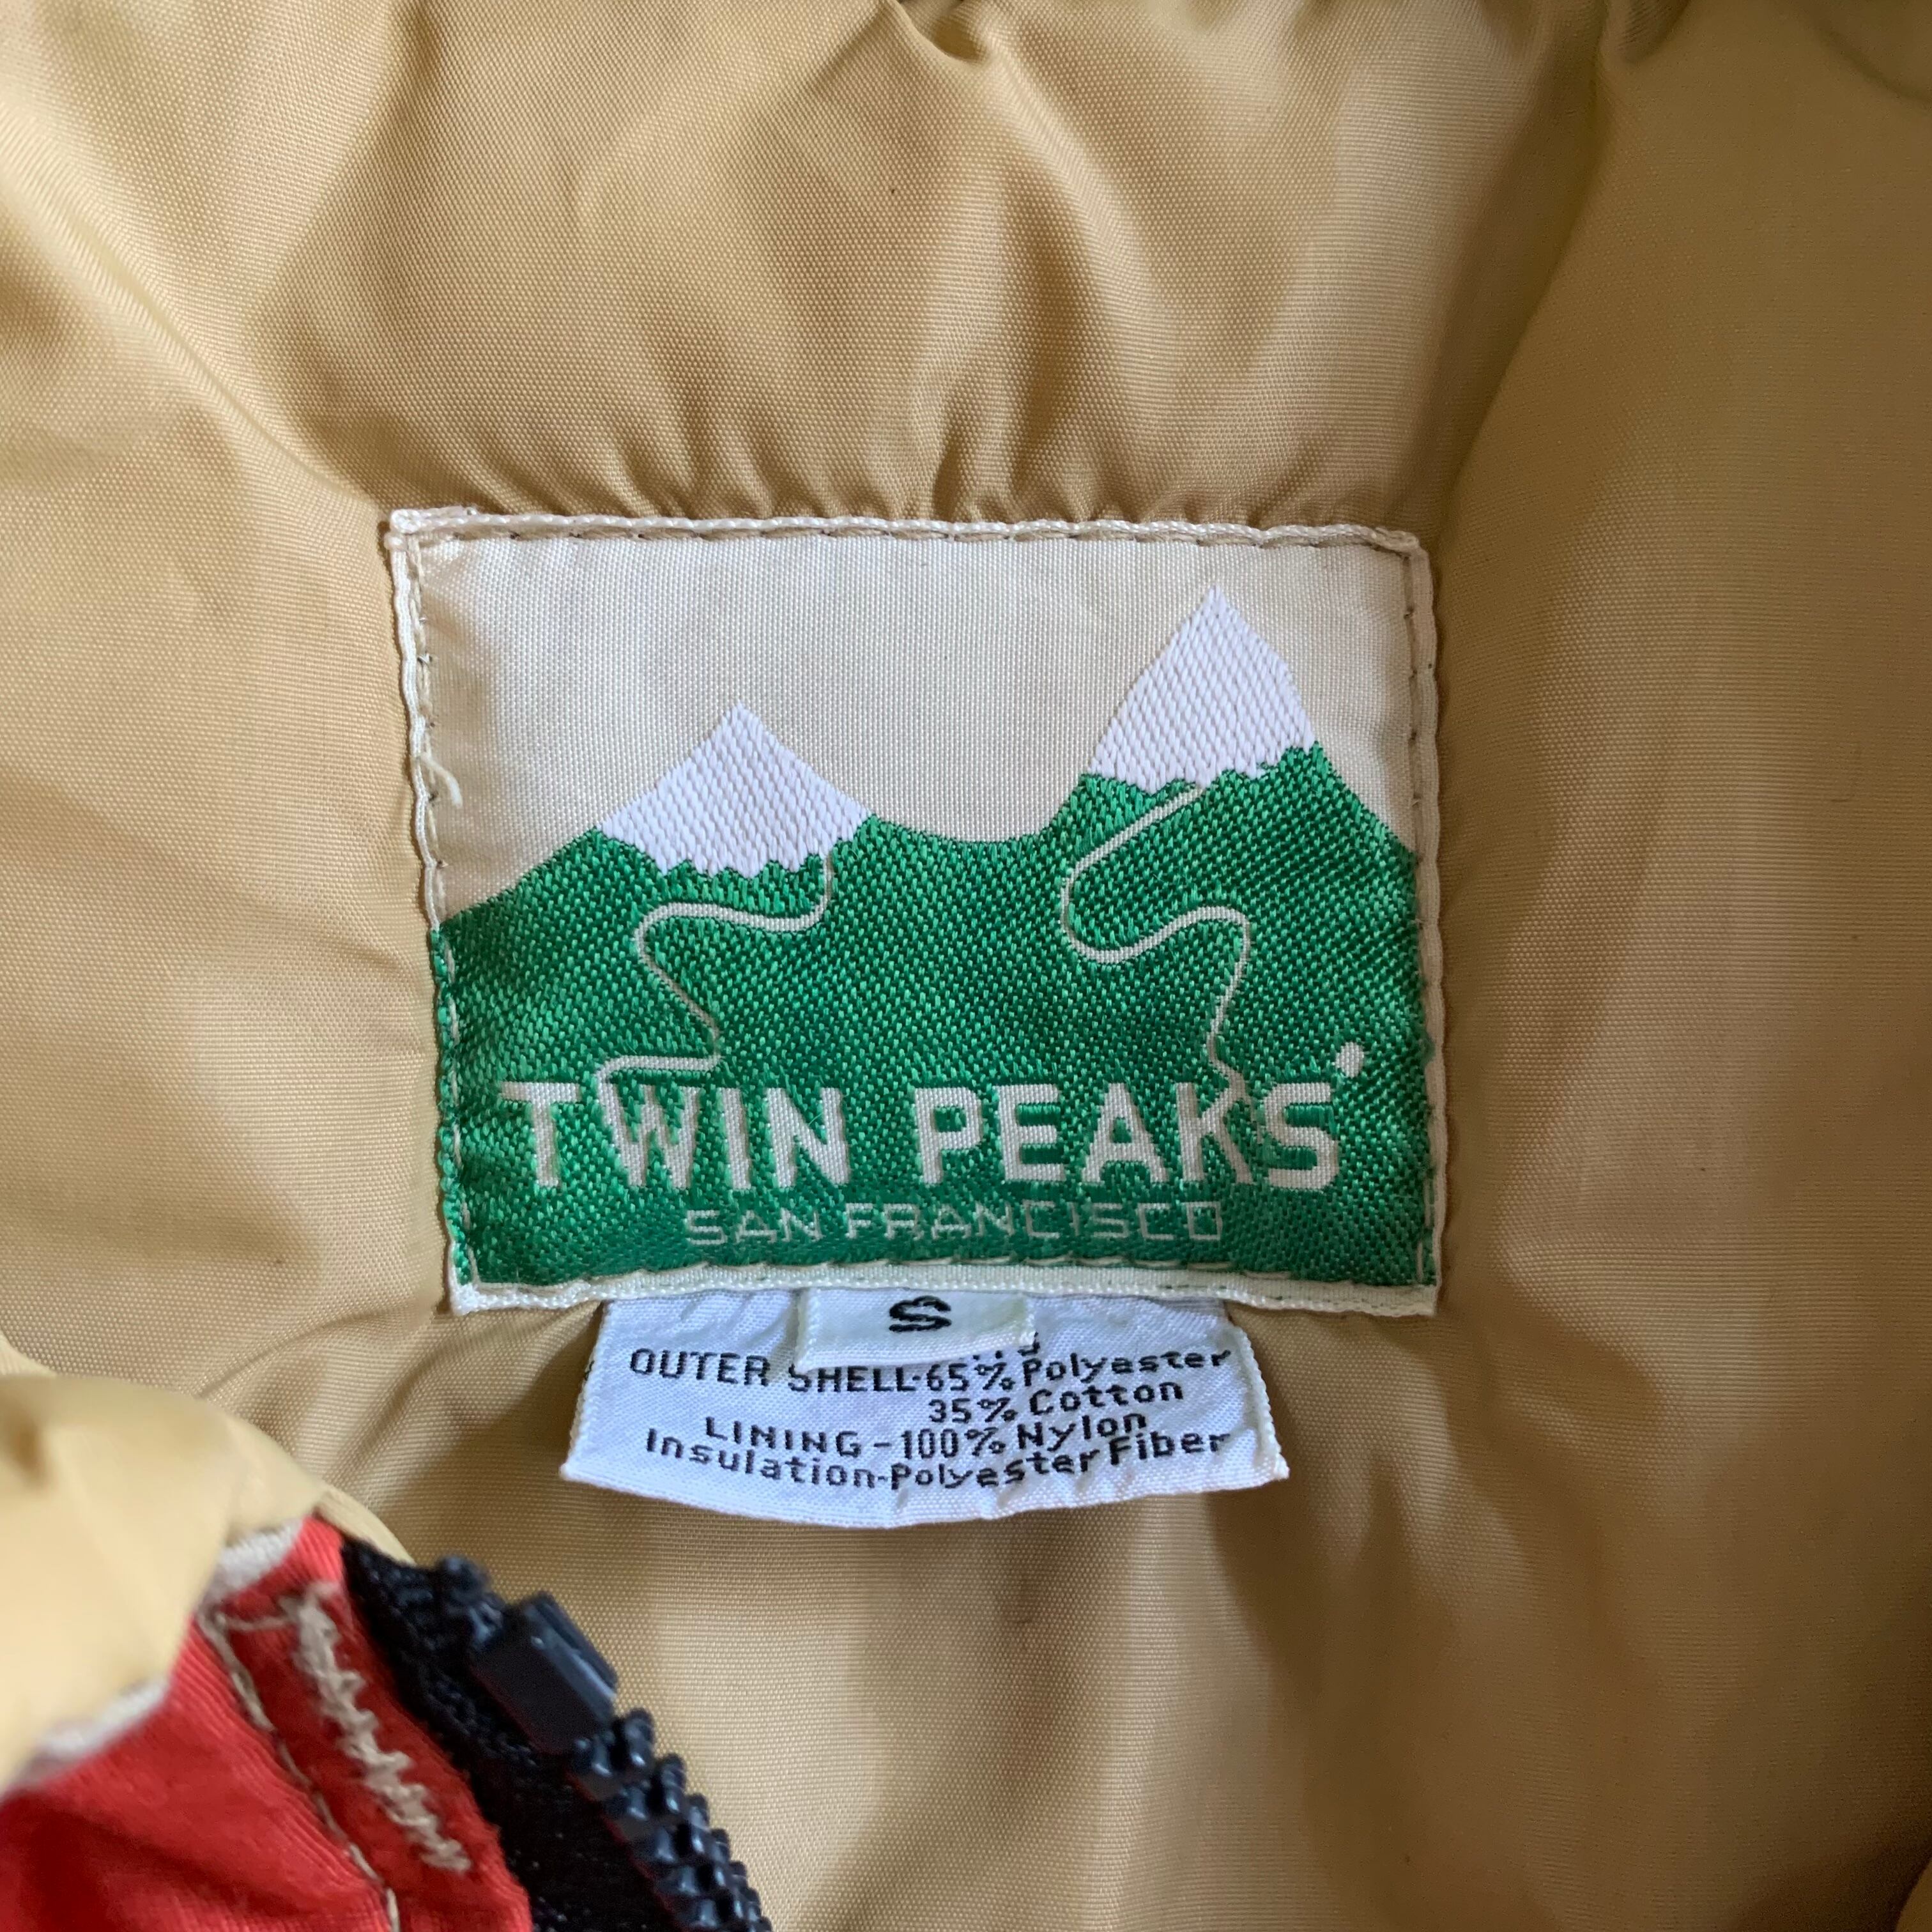 TWIN PEAKS
SAN FRANCISCO
S
OUTER SHELL-65% Polyester
35% Cotton
LINING-100% Nylon
Insulation-Polyester Fiber